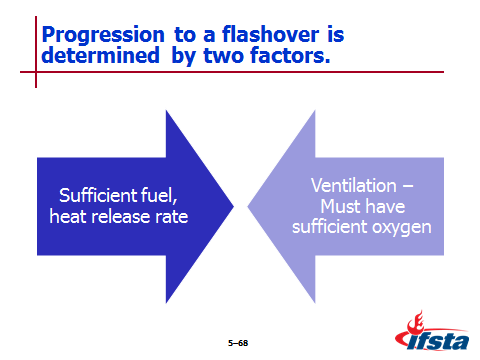 Progression to a flashover is
determined by two factors.
Sufficient fuel,
heat release rate
Ventilation –
Must have
sufficient oxygen
5–68
ifsta